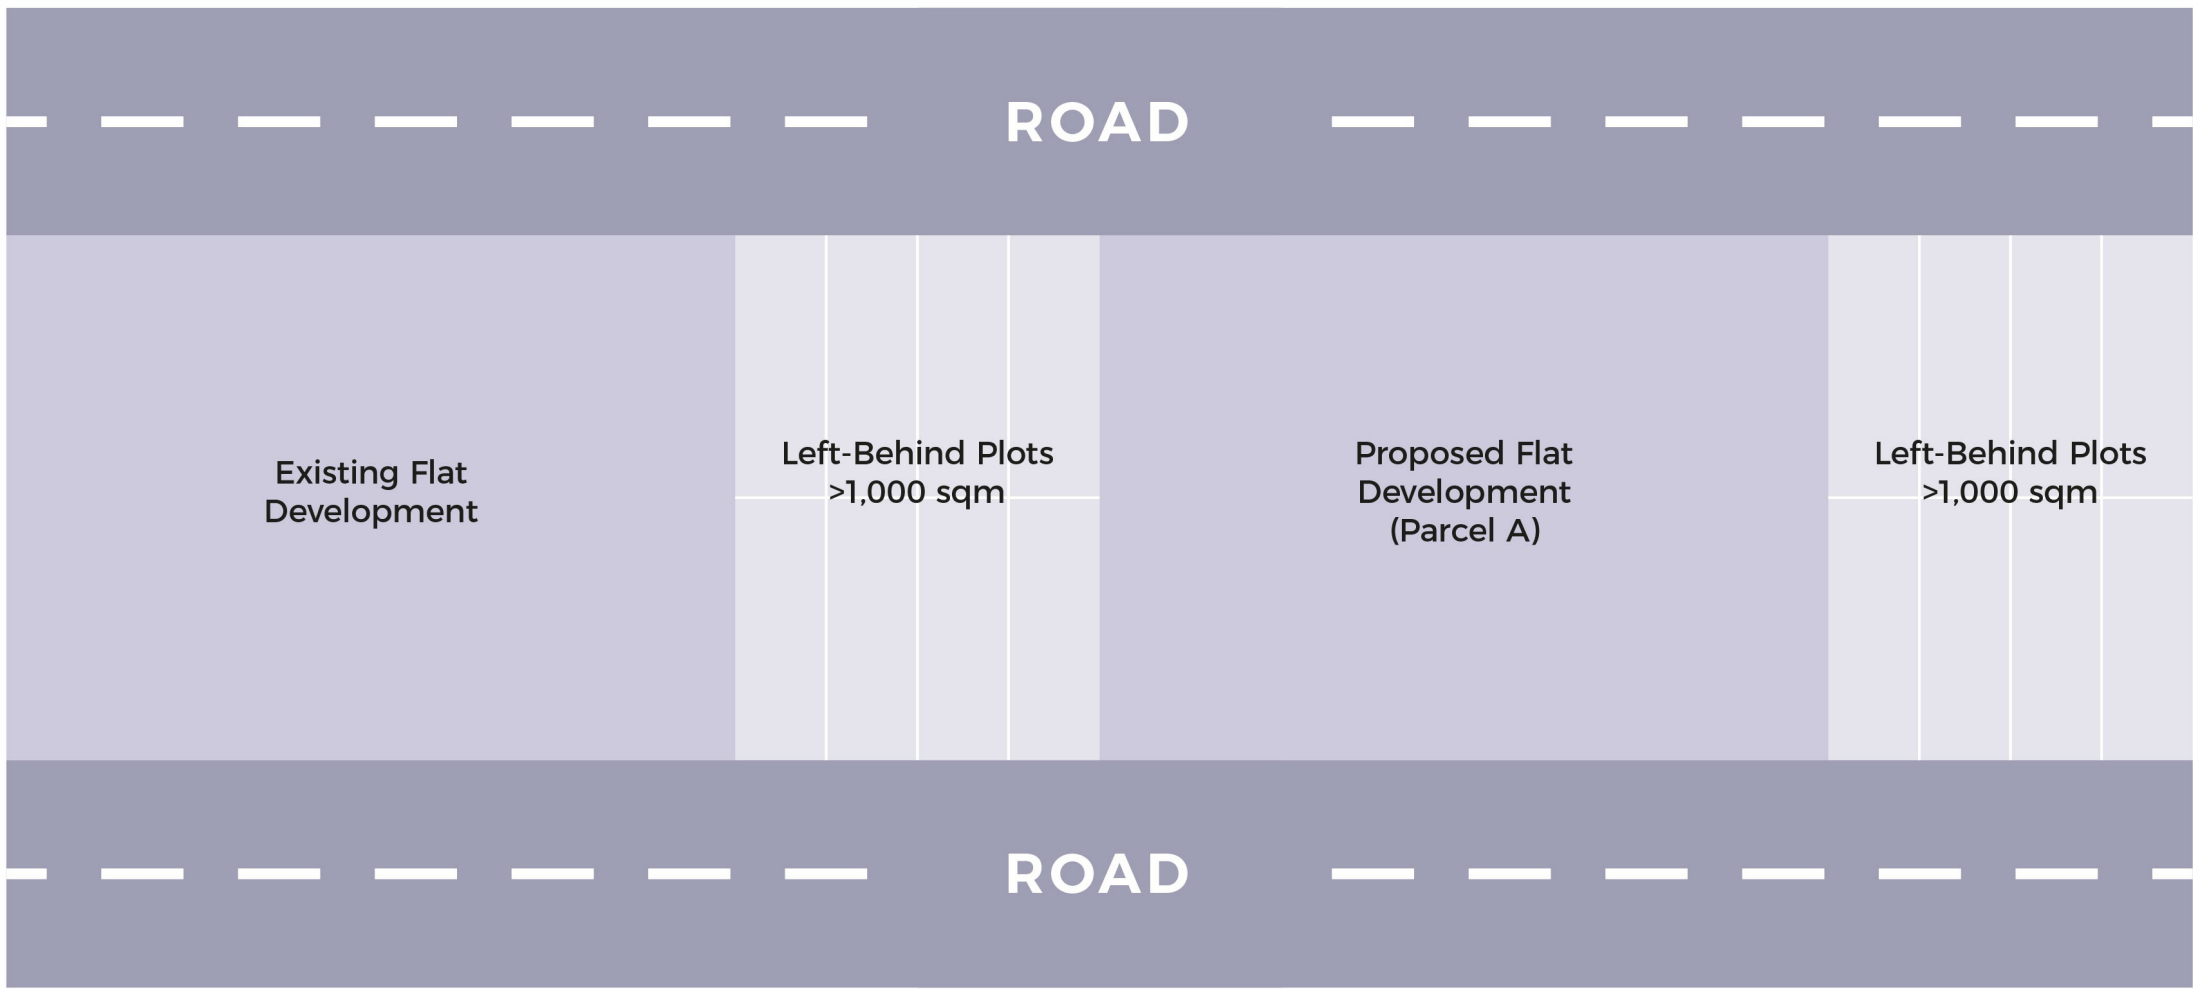 ROAD
Existing Flat
Development
Left-Behind Plots
>1,000 sqm
Proposed Flat
Development
(Parcel A)
Left-Behind Plots
>1,000 sqm
ROAD